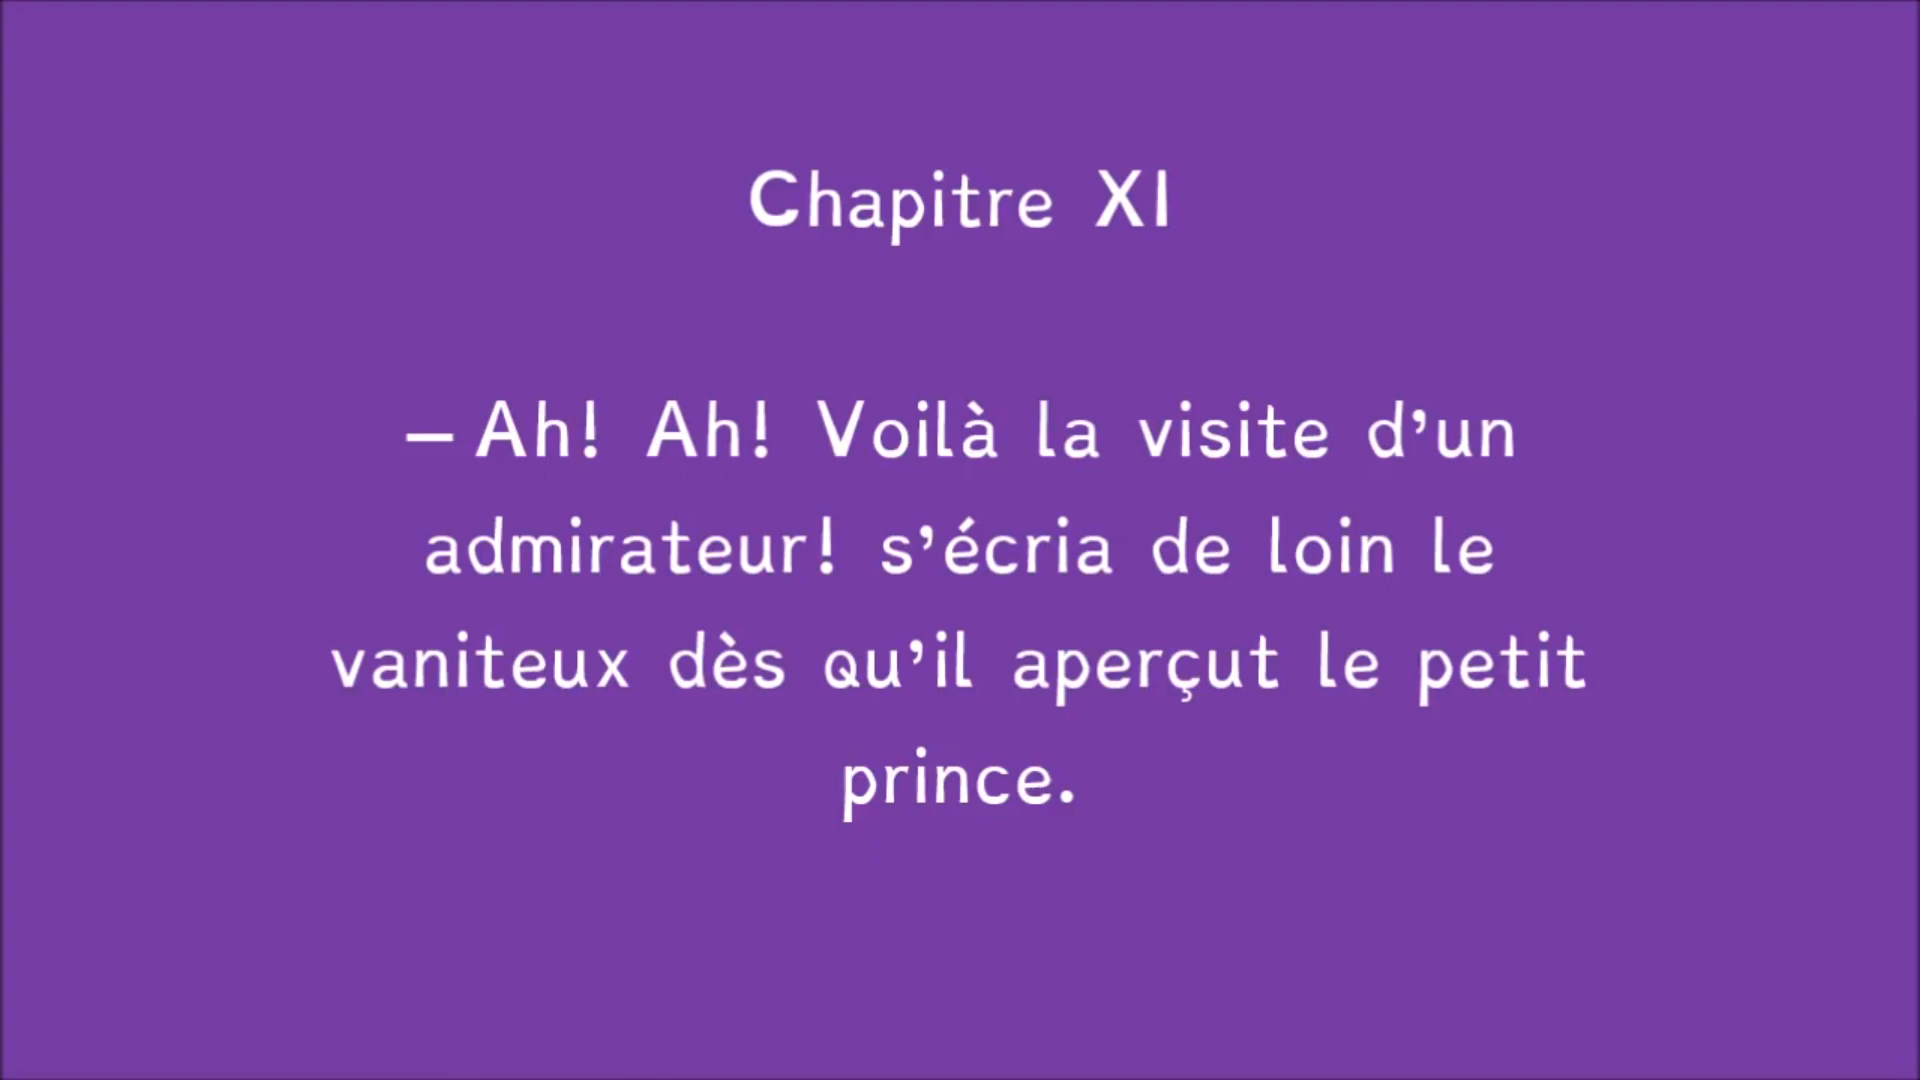 Chapitre XI
— Ah! Ah! Voilà la visite d’un
admirateur! s’écria de loin le
vaniteux dès qu’il aperçut le petit
prince.